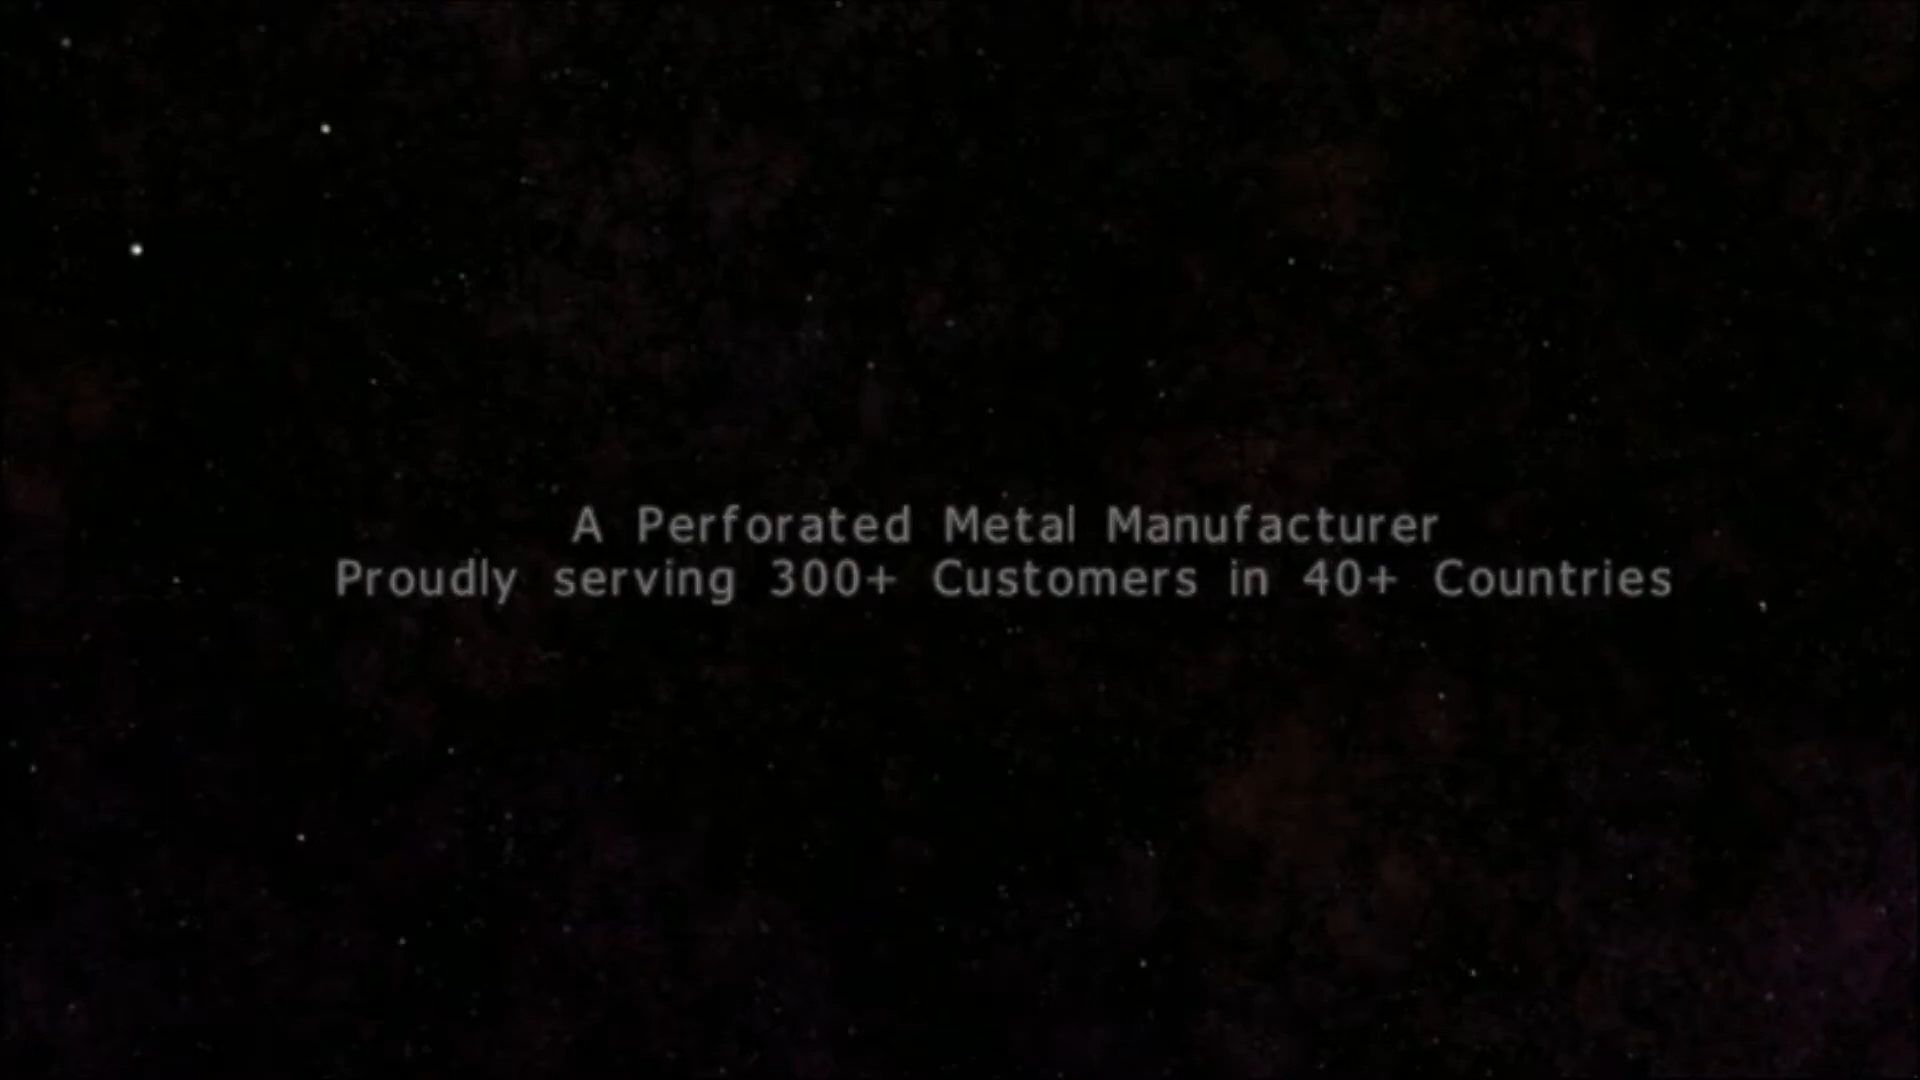 A Perforated Metal Manufacturer
Proudly serving 300+ Customers in 40+ Countries